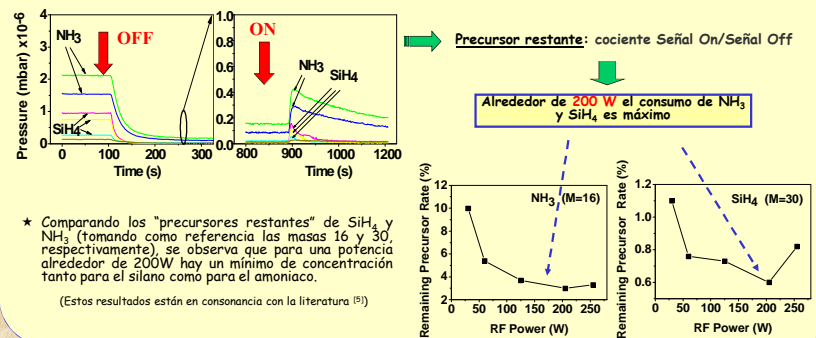 Pressure (mbar) x10-6
4
3
2
1
0
NH3
OFF
SiH4
0 100 200 300
Time (s)
1.0
0.8
0.6
0.4
0.2
0.0
ON
NH3
SiH4
800 900 1000 1200
Time (s)
Precursor restante: cociente Señal On/Señal Off
Alrededor de 200 W el consumo de NH3
y SiH4 es máximo
★ Comparando los "precursores restantes" de SiH4 y
NH3 (tomando como referencia las masas 16 y 30,
respectivamente), se observa que para una potencia
alrededor de 200W hay un mínimo de concentración
tanto para el silano como para el amoniaco.
(Estos resultados están en consonancia con la literatura [5])
Remaining Precursor Rate (%)
12
10
8
6
4
2
NH3 (M=16)
0 50 100 150 200 250
RF Power (W)
Remaining Precursor Rate (%)
1.2
1.0
0.8
0.6
SiH4 (M=30)
0 50 100 150 200 250
RF Power (W)